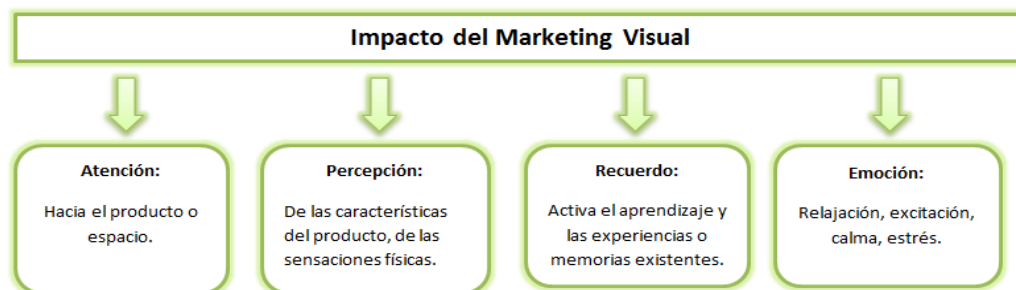 Impacto del Marketing Visual
Atención:
Hacia el producto o
espacio.
Percepción:
De las características
del producto, de las
sensaciones físicas.
Recuerdo:
Activa el aprendizaje y
las experiencias o
memorias existentes.
Emoción:
Relajación, excitación,
calma, estrés.